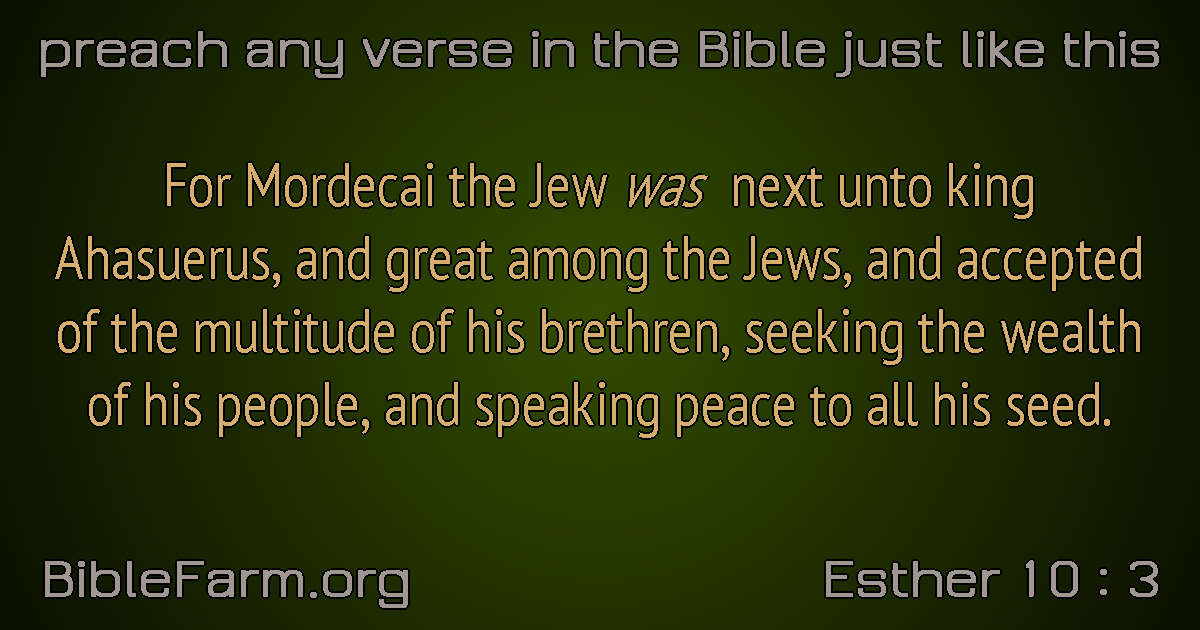 preach any verse in the Bible just like this
For Mordecai the Jew was next unto king
Ahasuerus, and great among the Jews, and accepted
of the multitude of his brethren, seeking the wealth
of his people, and speaking peace to all his seed.
BibleFarm.org
Esther 10 : 3